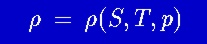 ρ = ρ(S, T, p)